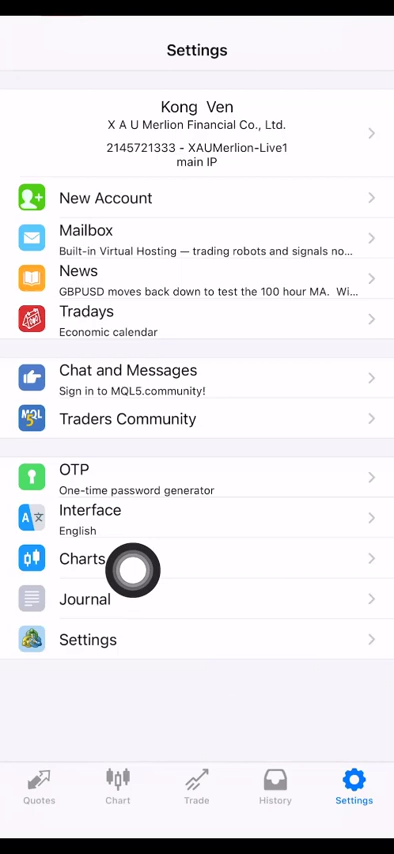 Settings
Kong Ven
X A U Merlion Financial Co., Ltd.
2145721333 - XAUMerlion-Live1
main IP
New Account
Mailbox
Built-in Virtual Hosting — trading robots and signals no...
News
GBPUSD moves back down to test the 100 hour MA. Wi...
Tradays
Economic calendar
Chat and Messages
Sign in to MQL5.community!
MQL
5
Traders Community
OTP
One-time password generator
Interface
English
Charts
Journal
Settings
Quotes
Chart
Trade
History
Settings